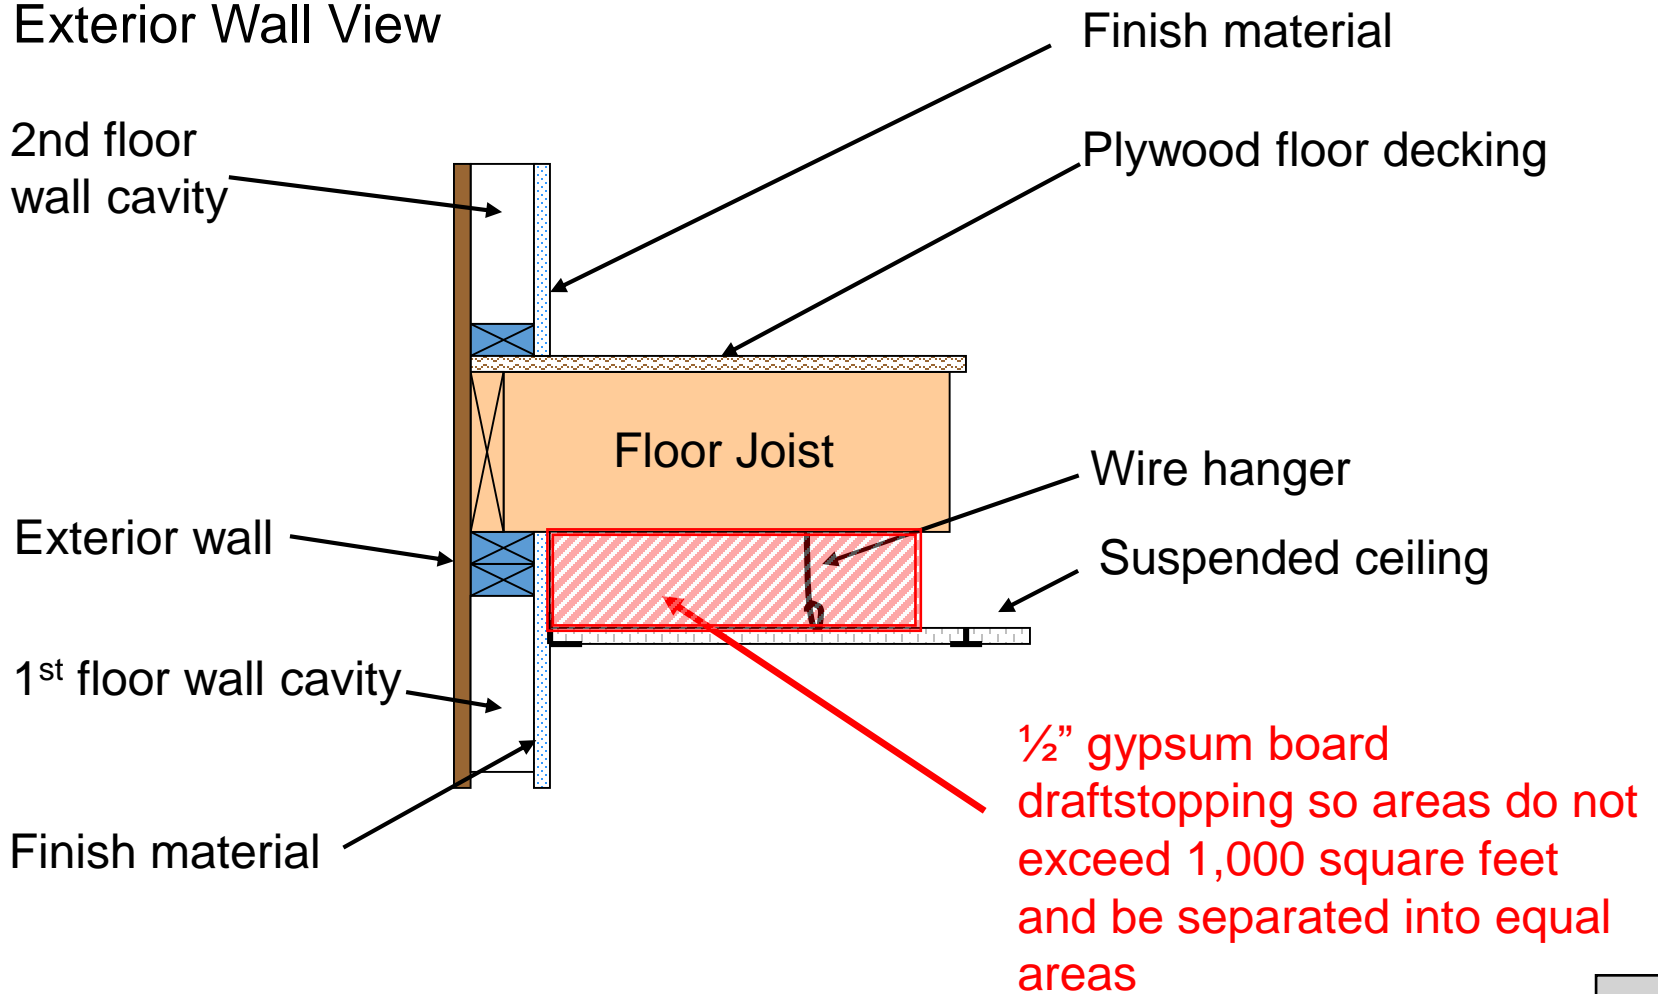 Exterior Wall View
Finish material
2nd floor
wall cavity
Plywood floor decking
Floor Joist
Wire hanger
Exterior wall
Suspended ceiling
1st floor wall cavity
½” gypsum board
draftstopping so areas do not
exceed 1,000 square feet
and be separated into equal
areas
Finish material